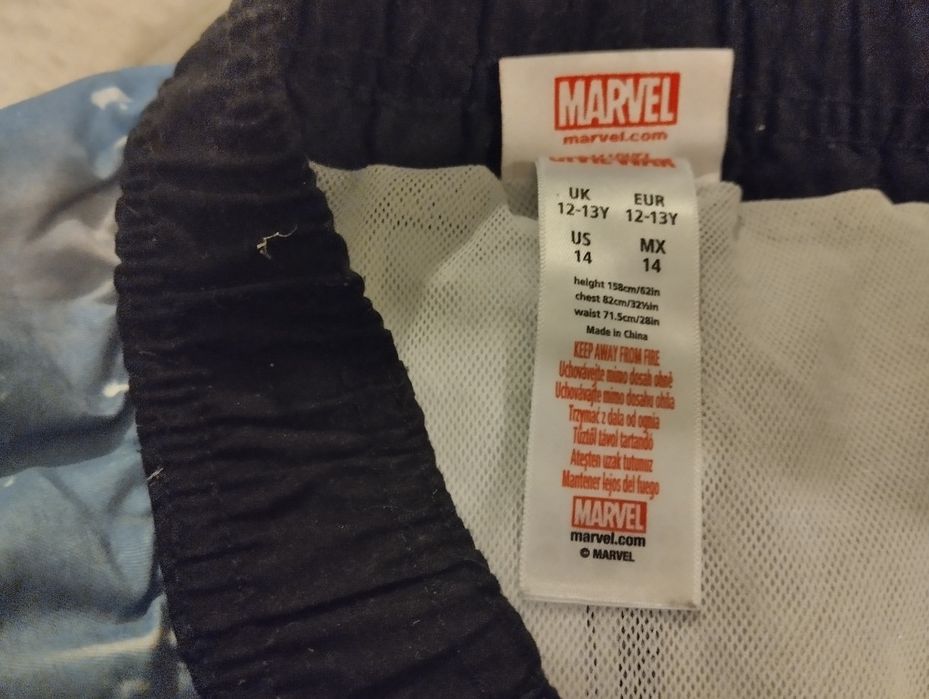 MARVEL
marvel.com
UK EUR
12-13Y 12-13Y
US MX
14 14
height 158cm/62in
chest 82cm/32½in
waist 71.5cm/28in
Made in China
KEEP AWAY FROM FIRE
Uchovávejte mimo dosah ohně
Uchovávajte mimo dosahu ohňa
Trzymać z dala od ognia
Tűztől távol tartandó
Ateşten uzak tutunuz
Mantener lejos del fuego
MARVEL
marvel.com
© MARVEL